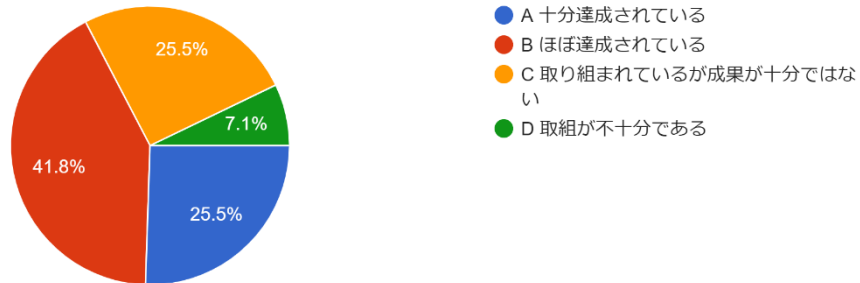 25.5%
7.1%
41.8%
25.5%
A 十分達成されている
B ほぼ達成されている
C 取り組まれているが成果が十分ではな
い
D 取組が不十分である